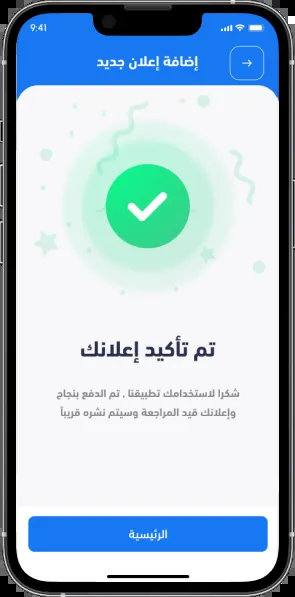 9:41
إضافة إعلان جديد
تم تأكيد إعلانك
شكرا لاستخدامك تطبيقنا , تم الدفع بنجاح
وإعلانك قيد المراجعة وسيتم نشره قريباً
الرئيسية